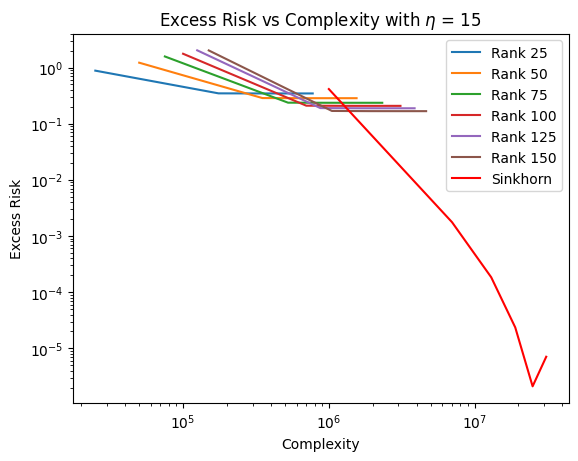 Excess Risk vs Complexity with η = 15
Excess Risk
10⁰
10⁻¹
10⁻²
10⁻³
10⁻⁴
10⁻⁵
10⁵
10⁶
10⁷
Complexity
Rank 25
Rank 50
Rank 75
Rank 100
Rank 125
Rank 150
Sinkhorn